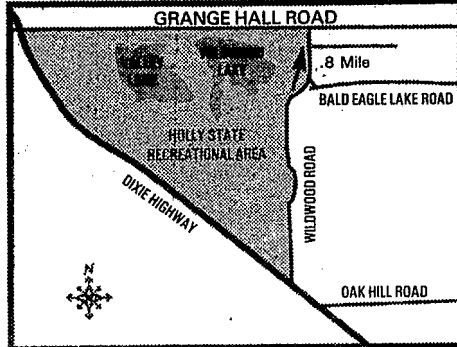 GRANGE HALL ROAD
LAKE
.8 Mile
BALD EAGLE LAKE ROAD
HOLLY STATE
RECREATIONAL AREA
WILDWOOD ROAD
DIXIE HIGHWAY
N
OAK HILL ROAD